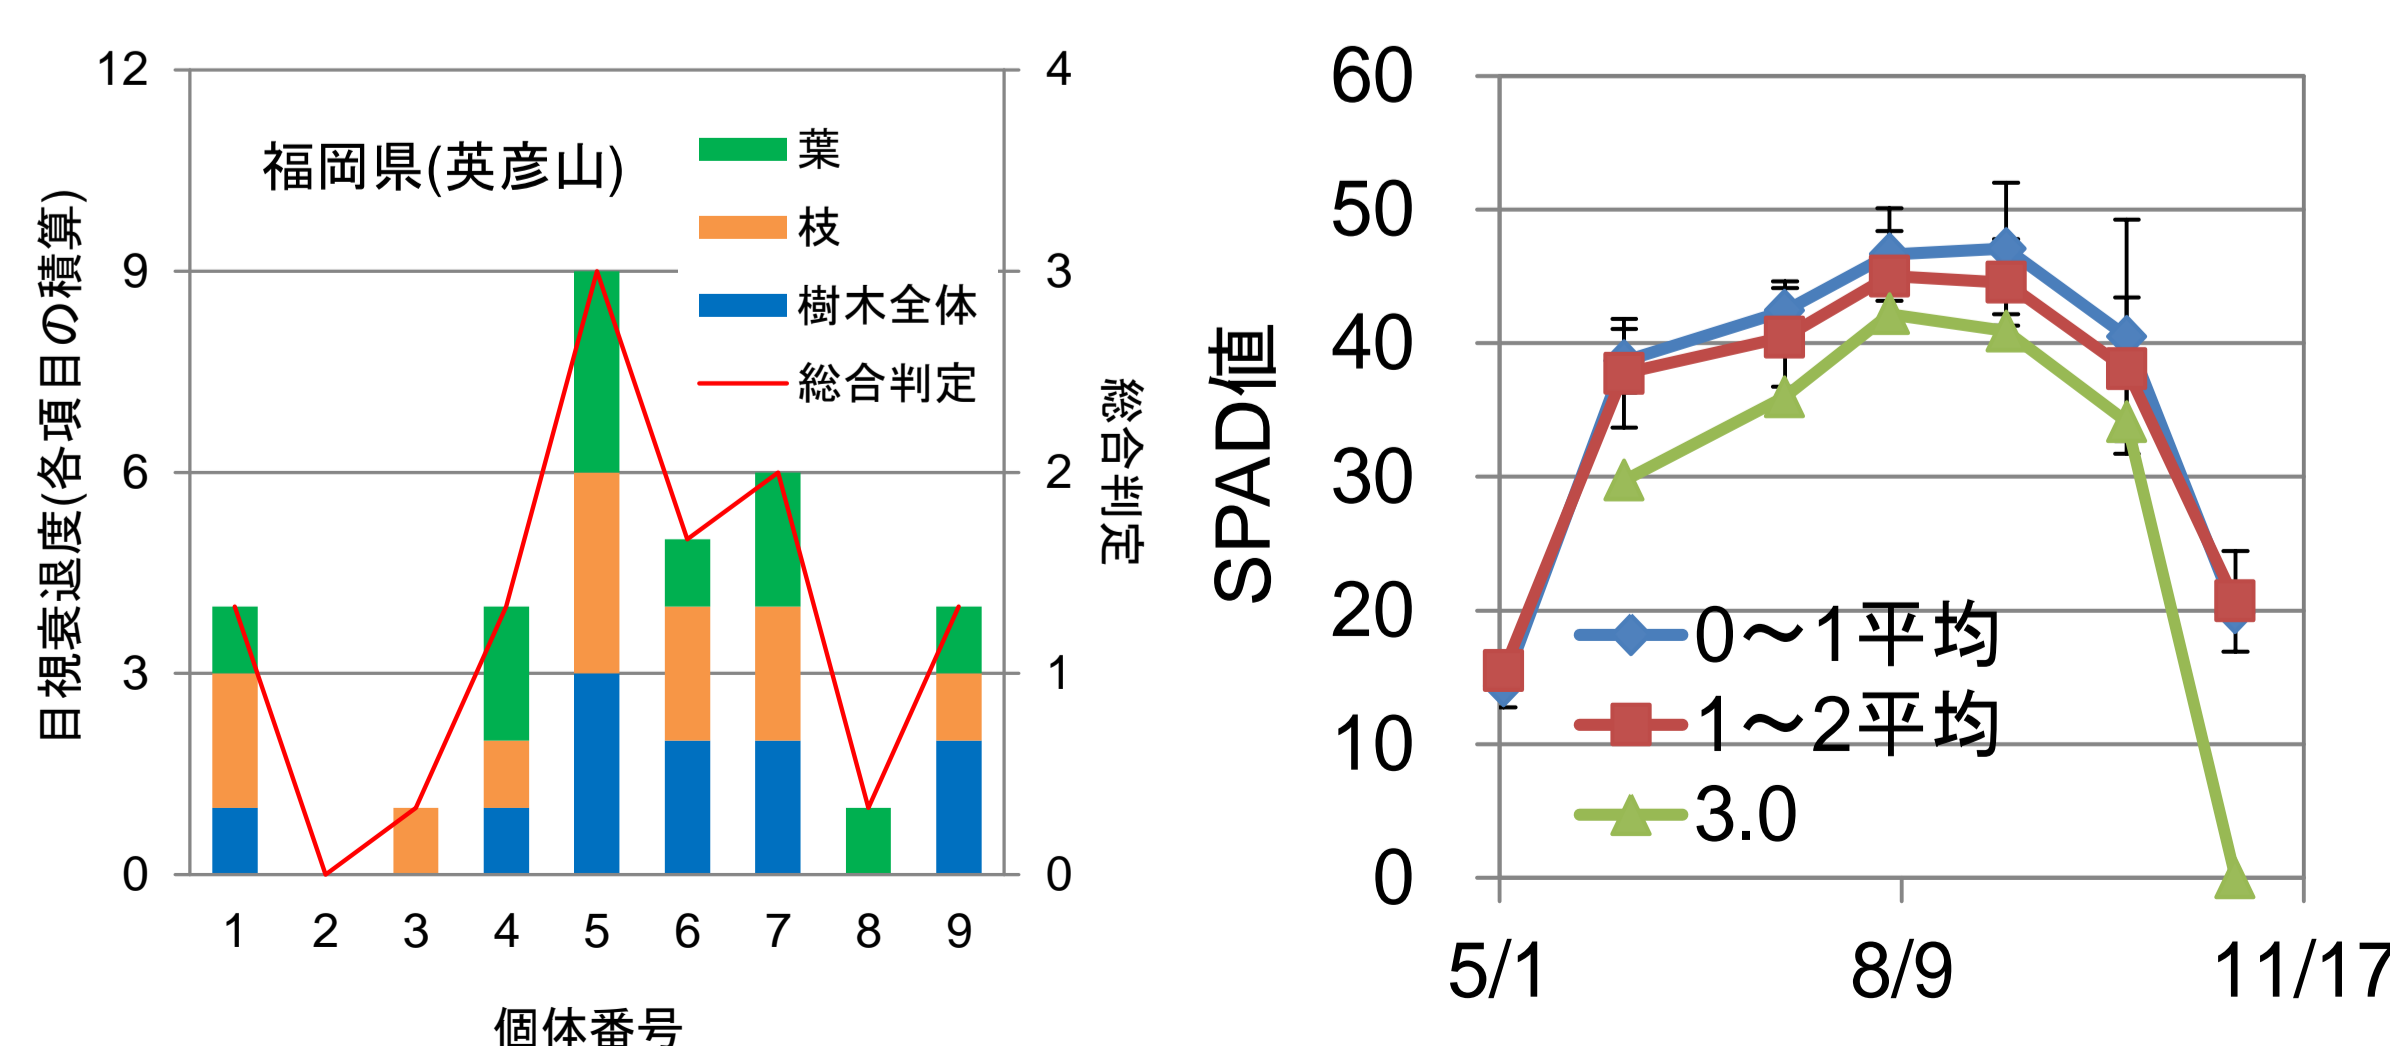 目視衰退度(各項目の積算)
12
9
6
3
0
福岡県(英彦山)
葉
枝
樹木全体
総合判定
4
3
2
1
0
総合判定
1 2 3 4 5 6 7 8 9
個体番号
SPAD値
60
50
40
30
20
10
0
0～1平均
1～2平均
3.0
5/1 8/9 11/17